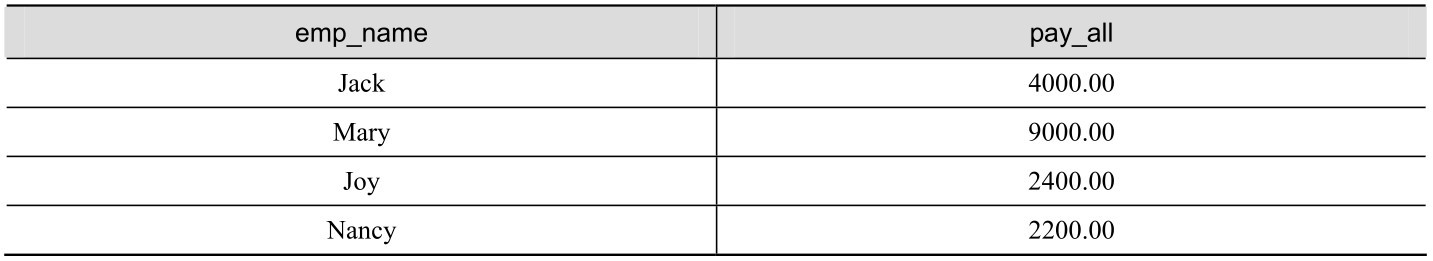 emp_name pay_all
Jack 4000.00
Mary 9000.00
Joy 2400.00
Nancy 2200.00